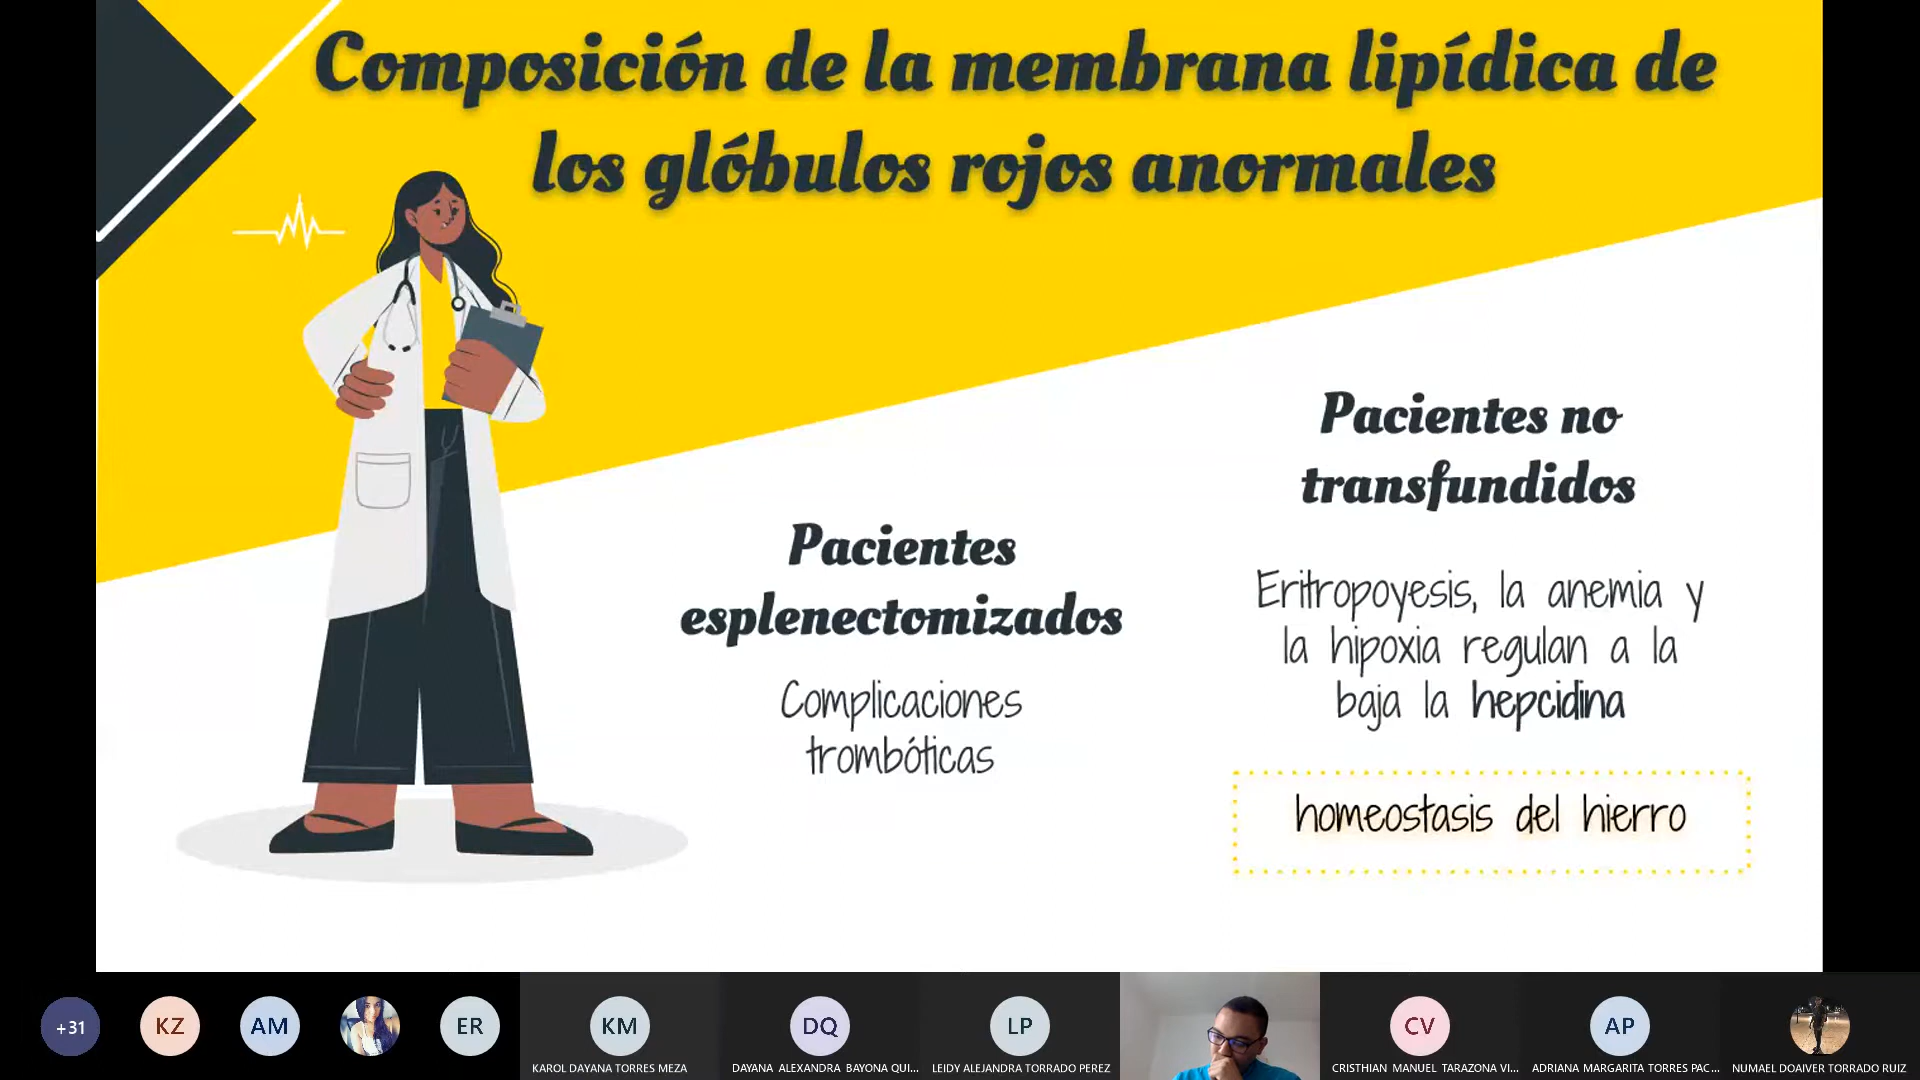 Composición de la membrana lipídica de
los glóbulos rojos anormales
Pacientes
esplenectomizados
Complicaciones
trombóticas
Pacientes no
transfundidos
Eritropoyesis, la anemia y
la hipoxia regulan a la
baja la hepcidina
homeostasis del hierro
+31
KZ
AM
ER
KM
KAROL DAYANA TORRES MEZA
DQ
DAYANA ALEXANDRA BAYONA QUI...
LP
LEIDY ALEJANDRA TORRADO PEREZ
CV
CRISTHIAN MANUEL TARAZONA VI...
AP
ADRIANA MARGARITA TORRES PAC...
NUMAEL DOAIVER TORRADO RUIZ